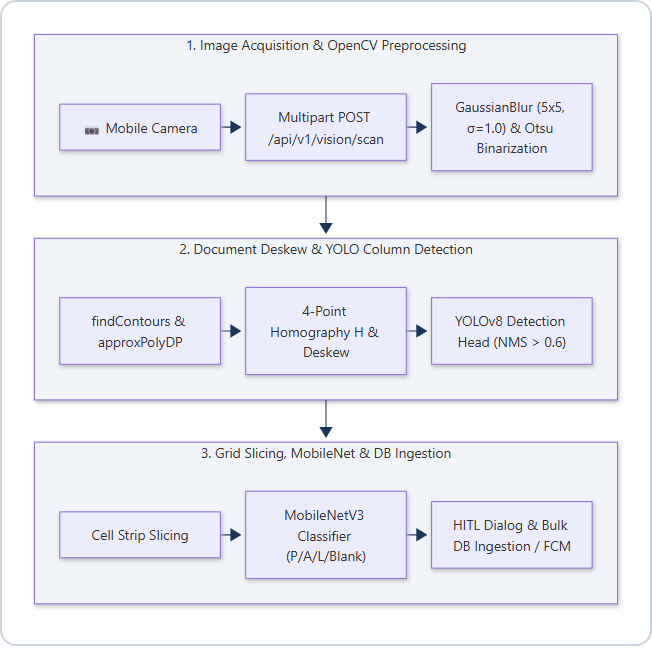 1. Image Acquisition & OpenCV Preprocessing
📷 Mobile Camera
Multipart POST
/api/v1/vision/scan
GaussianBlur (5x5,
σ=1.0) & Otsu
Binarization
2. Document Deskew & YOLO Column Detection
findContours &
approxPolyDP
4-Point
Homography H &
Deskew
YOLOv8 Detection
Head (NMS > 0.6)
3. Grid Slicing, MobileNet & DB Ingestion
Cell Strip Slicing
MobileNetV3
Classifier
(P/A/L/Blank)
HITL Dialog & Bulk
DB Ingestion / FCM